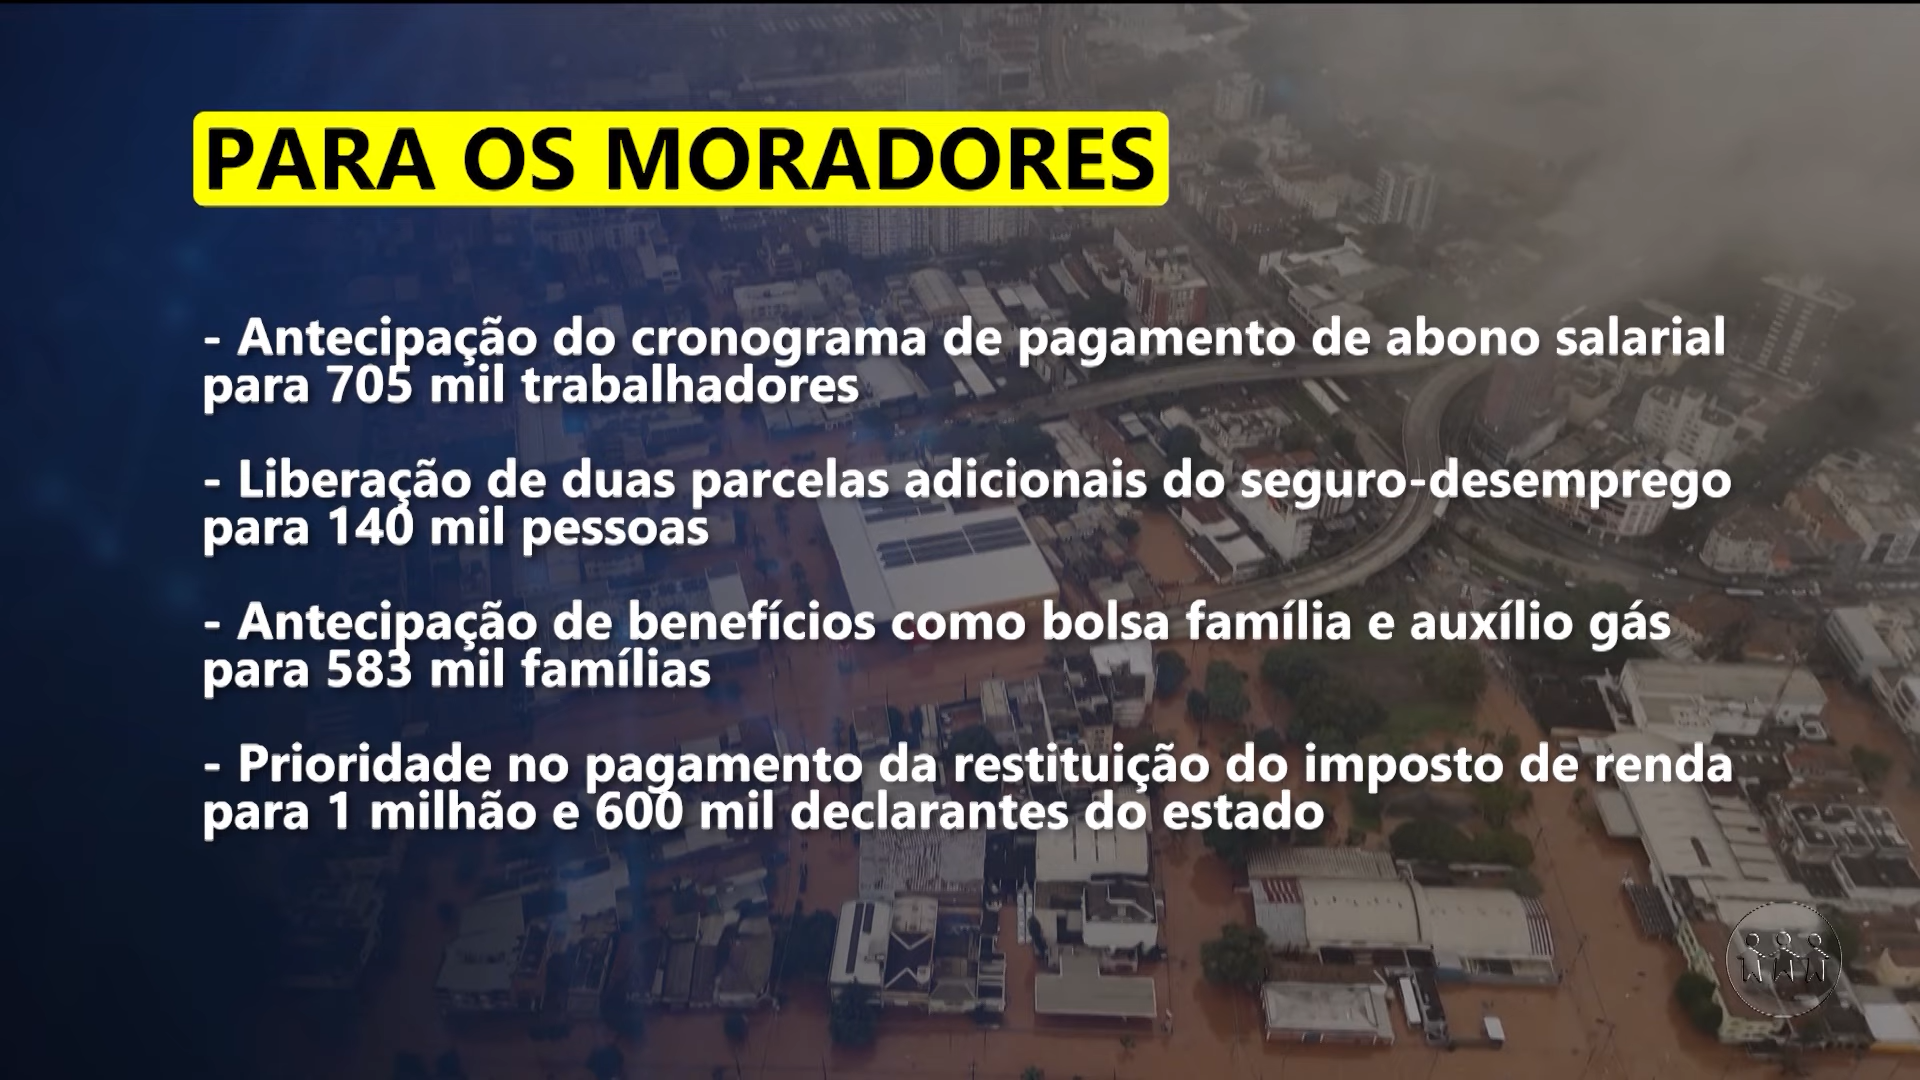 PARA OS MORADORES
- Antecipação do cronograma de pagamento de abono salarial
para 705 mil trabalhadores
- Liberação de duas parcelas adicionais do seguro-desemprego
para 140 mil pessoas
- Antecipação de benefícios como bolsa família e auxílio gás
para 583 mil famílias
- Prioridade no pagamento da restituição do imposto de renda
para 1 milhão e 600 mil declarantes do estado